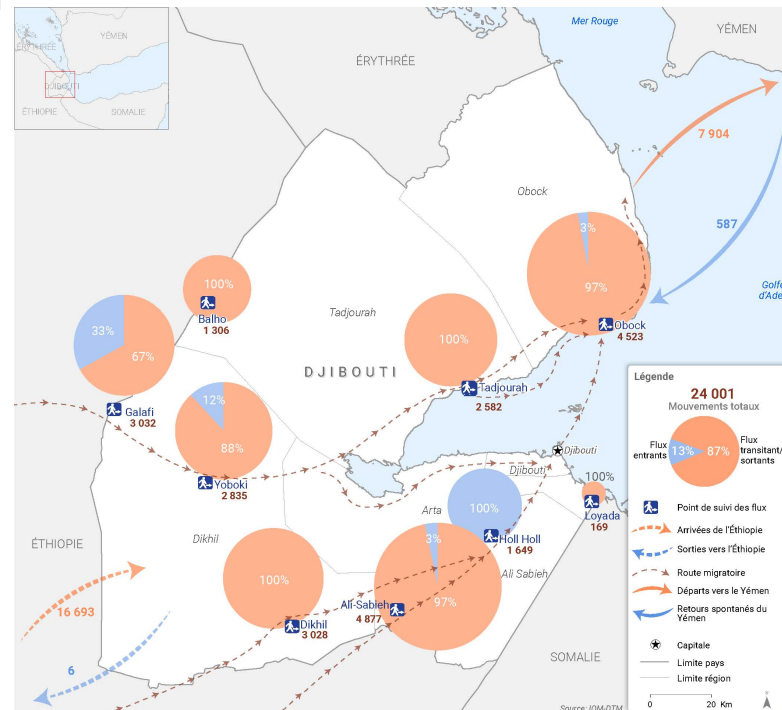 Mer Rouge
YÉMEN
ÉRYTHRÉE
YÉMEN
ÉRYTHRÉE
DJIBOUTI
ÉTHIOPIE
SOMALIE
7 904
587
Obock
3%
97%
Obock
4 523
100%
Balho
1 306
Tadjourah
100%
Tadjourah
2 582
33%
67%
Galafi
3 032
DJIBOUTI
12%
88%
Yoboki
2 835
Djibouti
Djibouti
100%
Loyada
169
Arta
100%
Holl Holl
1 649
Ali Sabieh
Dikhil
100%
Dikhil
3 028
3%
97%
Ali-Sabieh
4 877
ÉTHIOPIE
16 693
6
SOMALIE
Source: IOM-DTM
Golfe
d'Ade
Légende
24 001
Mouvements totaux
Flux
entrants
13%
87%
Flux
transitant/
sortants
Point de suivi des flux
Arrivées de l'Éthiopie
Sorties vers l'Éthiopie
Route migratoire
Départs vers le Yémen
Retours spontanés du
Yémen
Capitale
Limite pays
Limite région
0 20 Km
N